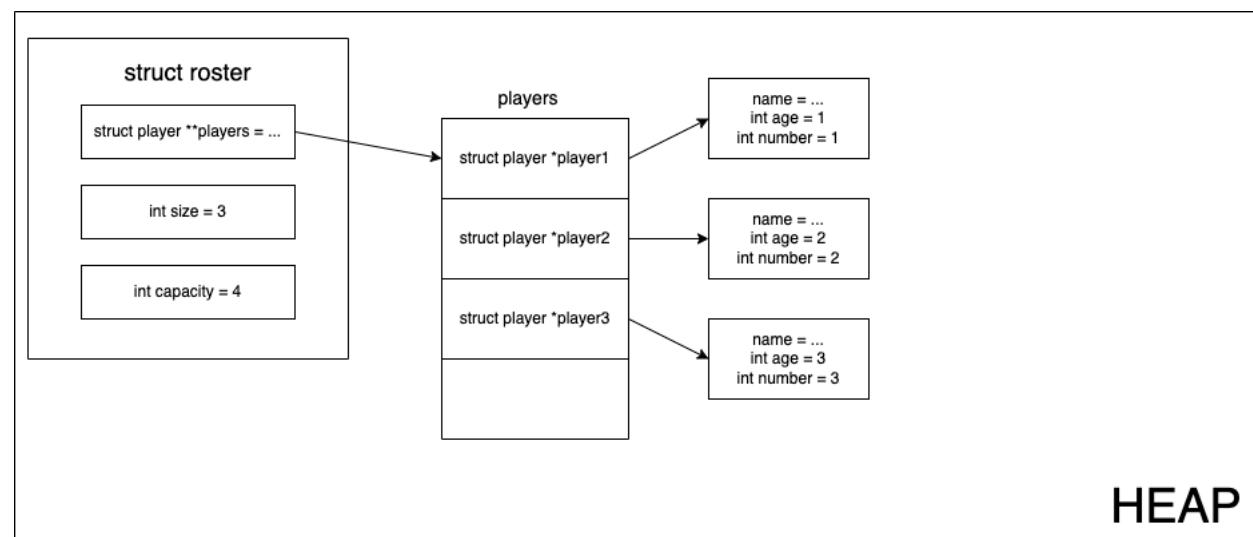 struct roster
struct player **players = ...
int size = 3
int capacity = 4
players
struct player *player1
struct player *player2
struct player *player3
name = ...
int age = 1
int number = 1
name = ...
int age = 2
int number = 2
name = ...
int age = 3
int number = 3
HEAP